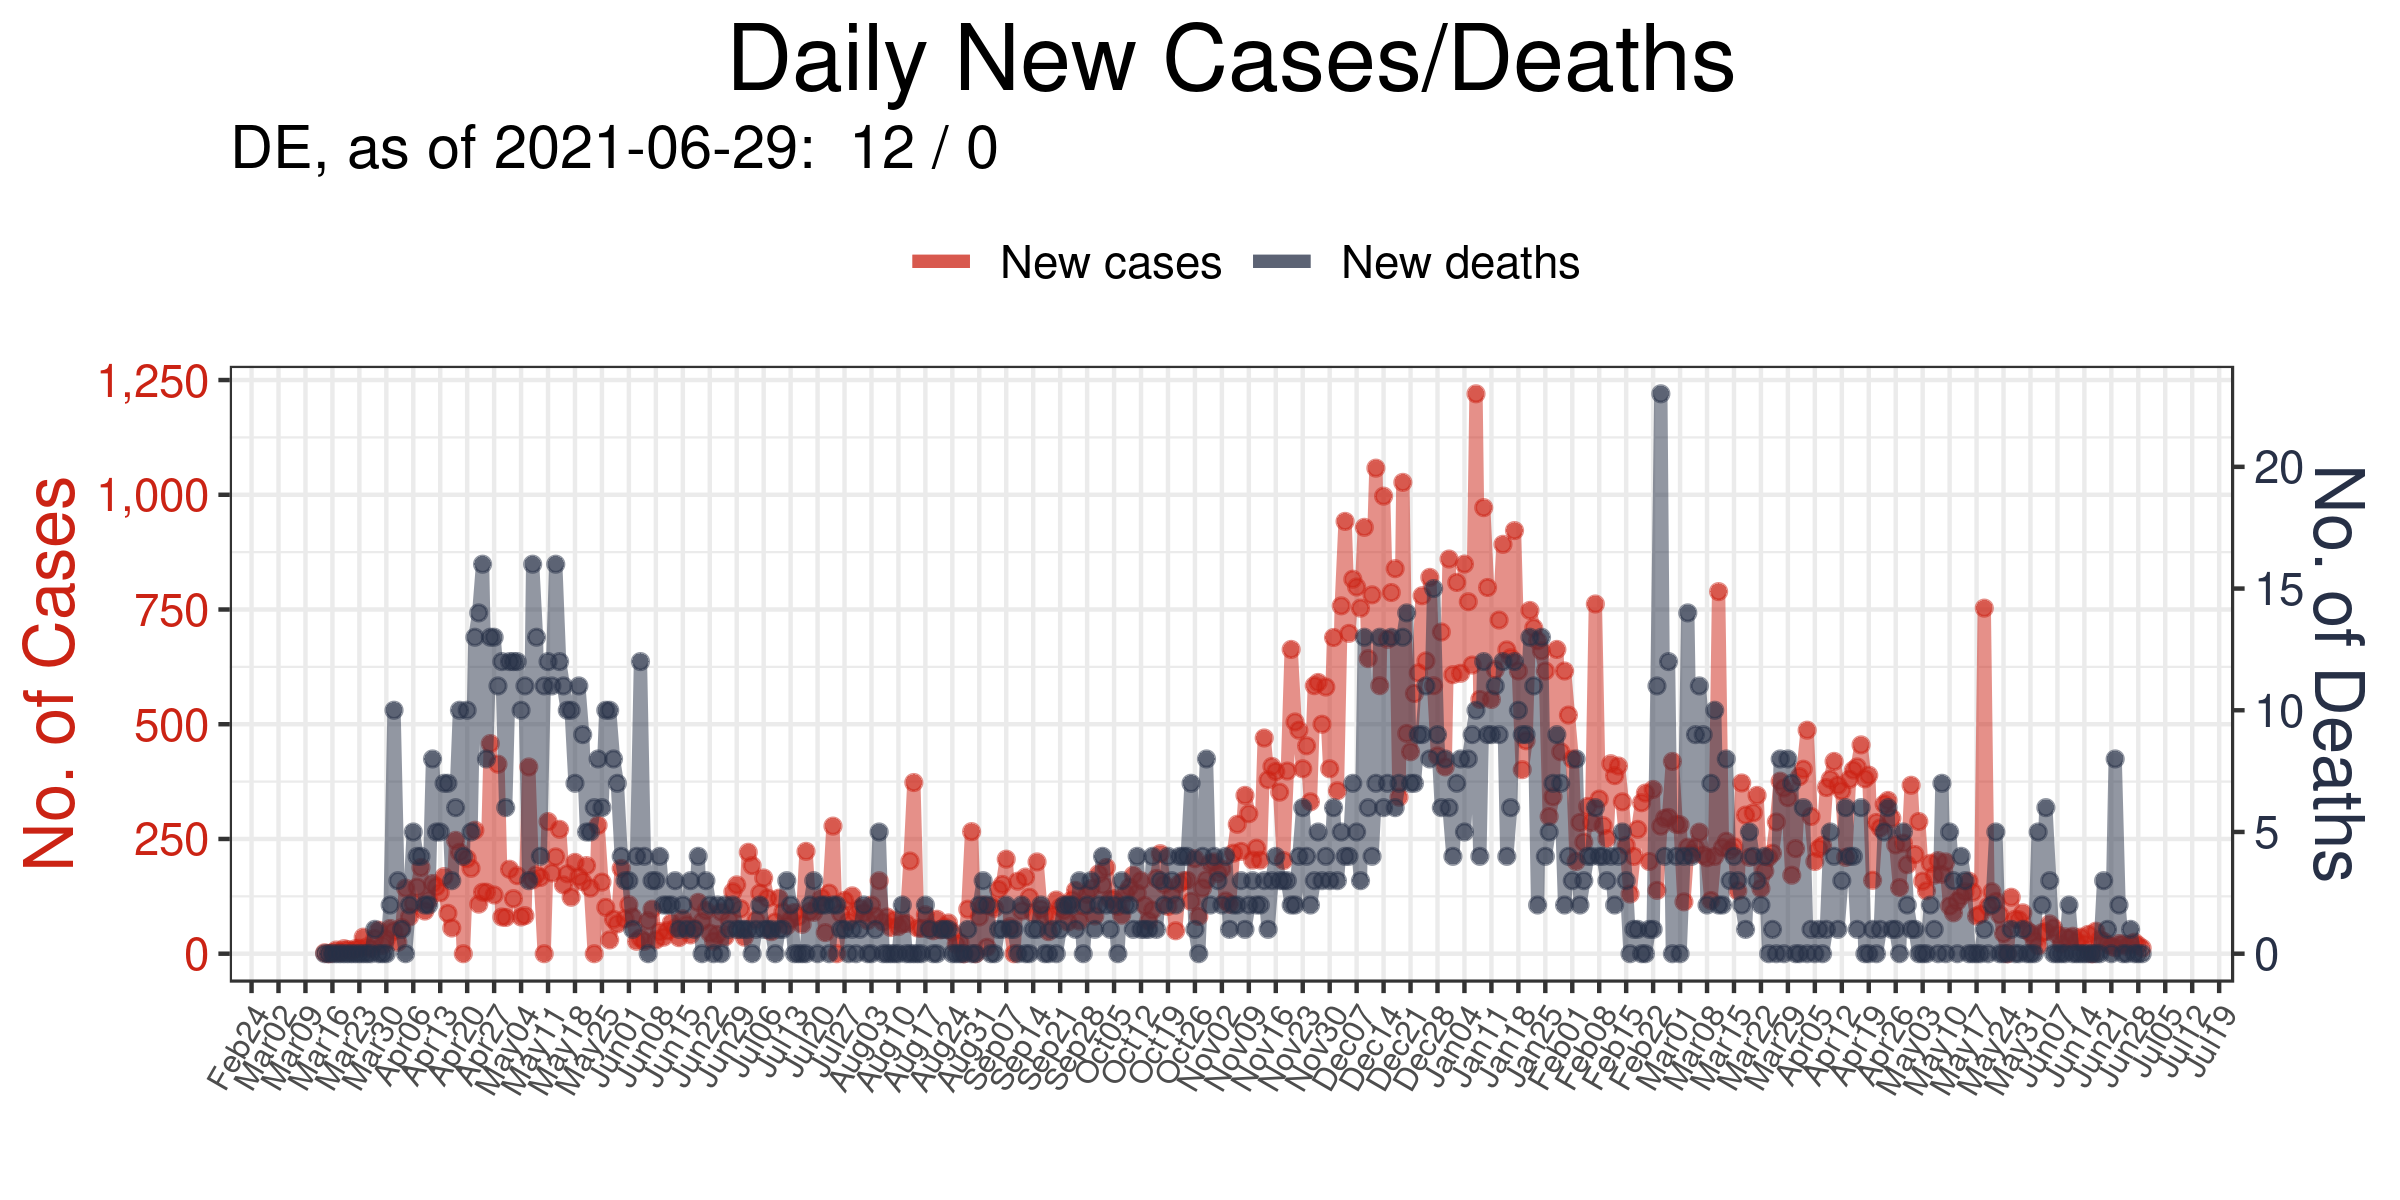 Daily New Cases/Deaths
DE, as of 2021-06-29:  12 / 0
New cases
New deaths
No. of Cases
1,250
1,000
750
500
250
0
No. of Deaths
20
15
10
5
0
Feb24
Mar02
Mar09
Mar16
Mar23
Mar30
Apr06
Apr13
Apr20
Apr27
May04
May11
May18
May25
Jun01
Jun08
Jun15
Jun22
Jun29
Jul06
Jul13
Jul20
Jul27
Aug03
Aug10
Aug17
Aug24
Aug31
Sep07
Sep14
Sep21
Sep28
Oct05
Oct12
Oct19
Oct26
Nov02
Nov09
Nov16
Nov23
Nov30
Dec07
Dec14
Dec21
Dec28
Jan04
Jan11
Jan18
Jan25
Feb01
Feb08
Feb15
Feb22
Mar01
Mar08
Mar15
Mar22
Mar29
Apr05
Apr12
Apr19
Apr26
May03
May10
May17
May24
May31
Jun07
Jun14
Jun21
Jun28
Jul05
Jul12
Jul19